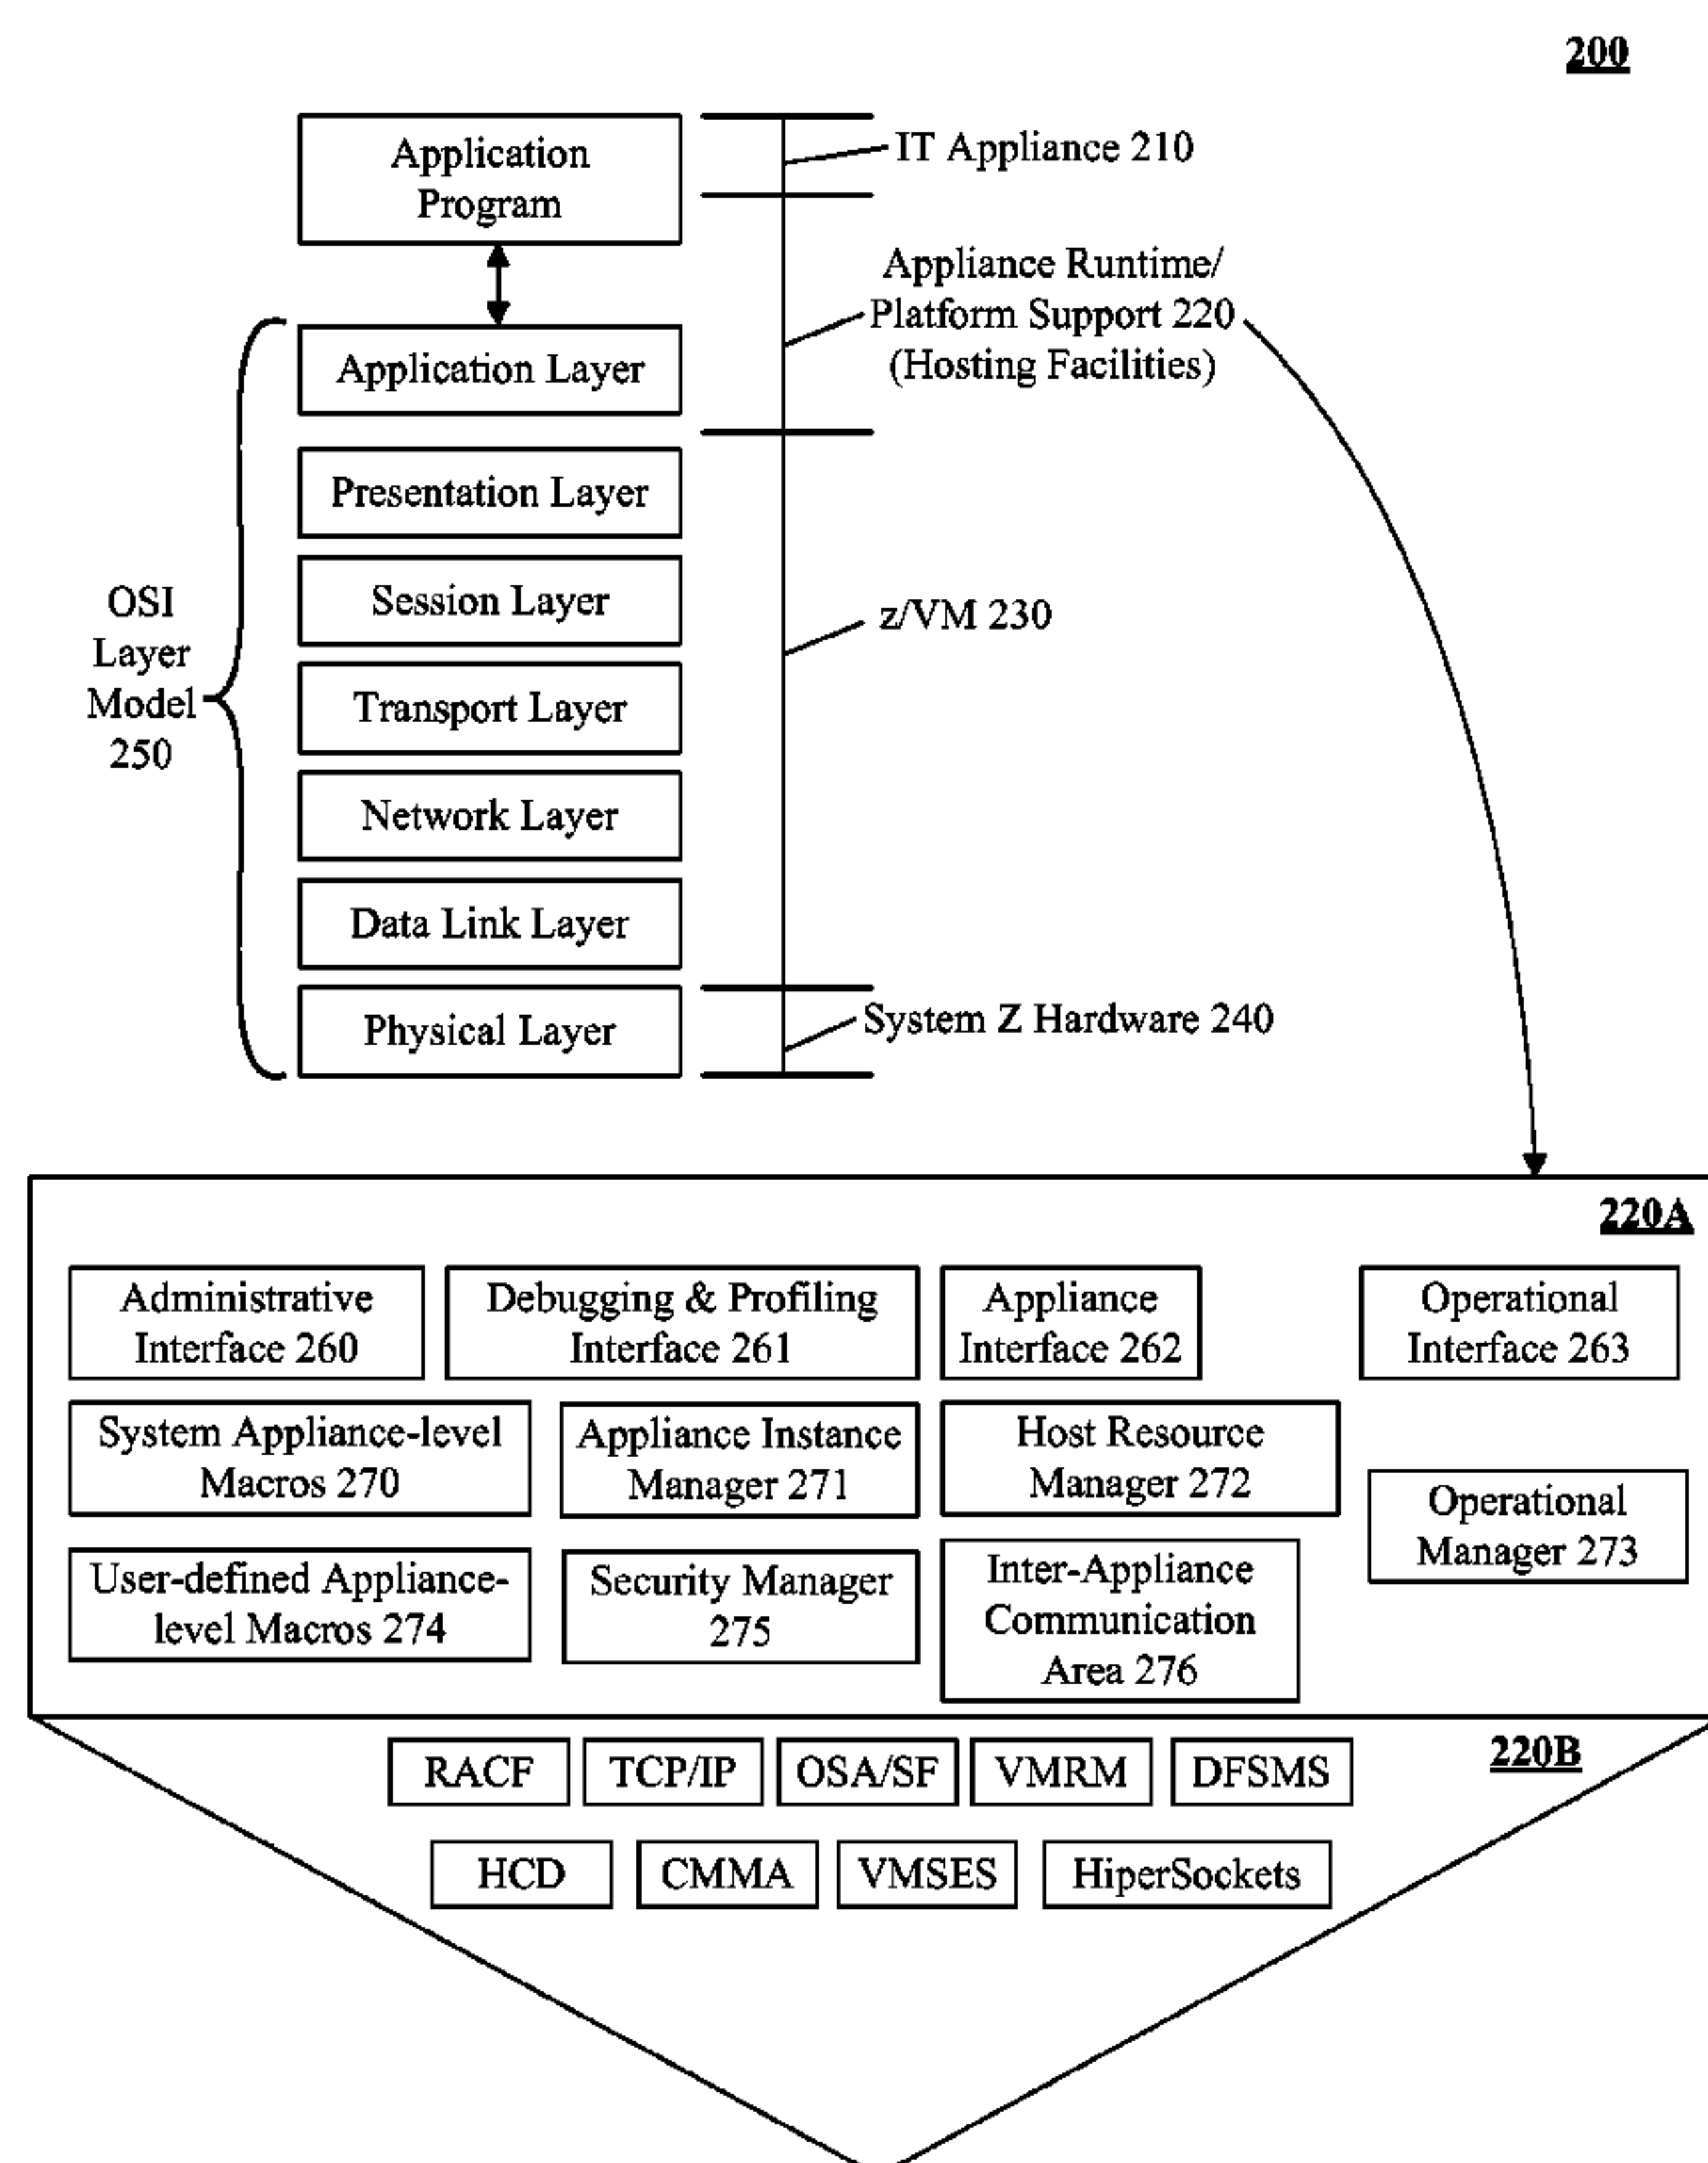 200
Application
Program
IT Appliance 210
Appliance Runtime/
Platform Support 220
(Hosting Facilities)
Application Layer
Presentation Layer
Session Layer
Transport Layer
Network Layer
Data Link Layer
Physical Layer
OSI
Layer
Model
250
z/VM 230
System Z Hardware 240
220A
Administrative
Interface 260
Debugging & Profiling
Interface 261
Appliance
Interface 262
Operational
Interface 263
System Appliance-level
Macros 270
Appliance Instance
Manager 271
Host Resource
Manager 272
Operational
Manager 273
User-defined Appliance-
level Macros 274
Security Manager
275
Inter-Appliance
Communication
Area 276
220B
RACF
TCP/IP
OSA/SF
VMRM
DFSMS
HCD
CMMA
VMSES
HiperSockets